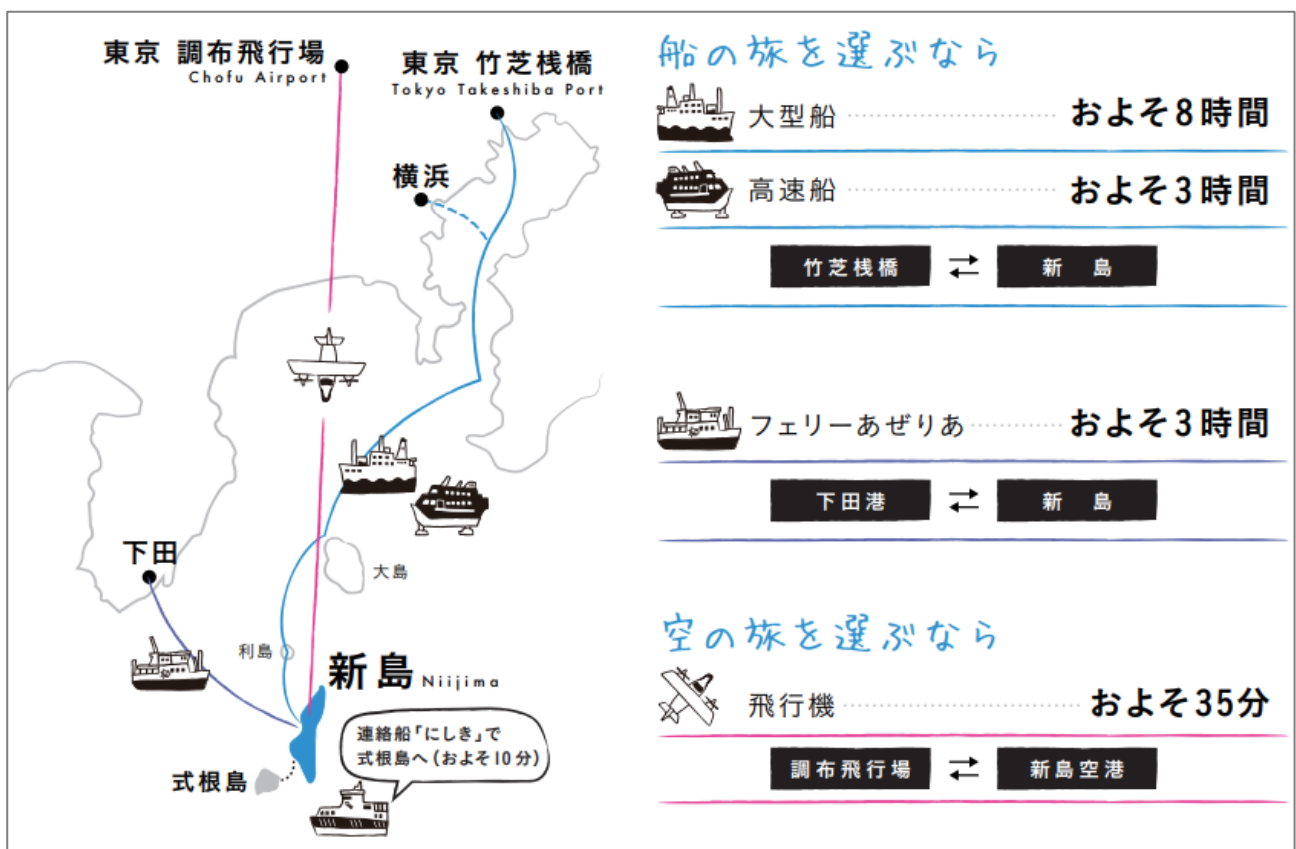 東京 調布飛行場
Chofu Airport
東京 竹芝桟橋
Tokyo Takeshiba Port
横浜
下田
大島
利島
新島 Niijima
連絡船「にしき」で
式根島へ(およそ10分)
式根島
船の旅を選ぶなら
大型船 およそ8時間
高速船 およそ3時間
竹芝桟橋 ⇄ 新島
フェリーあぜりあ およそ3時間
下田港 ⇄ 新島
空の旅を選ぶなら
飛行機 およそ35分
調布飛行場 ⇄ 新島空港